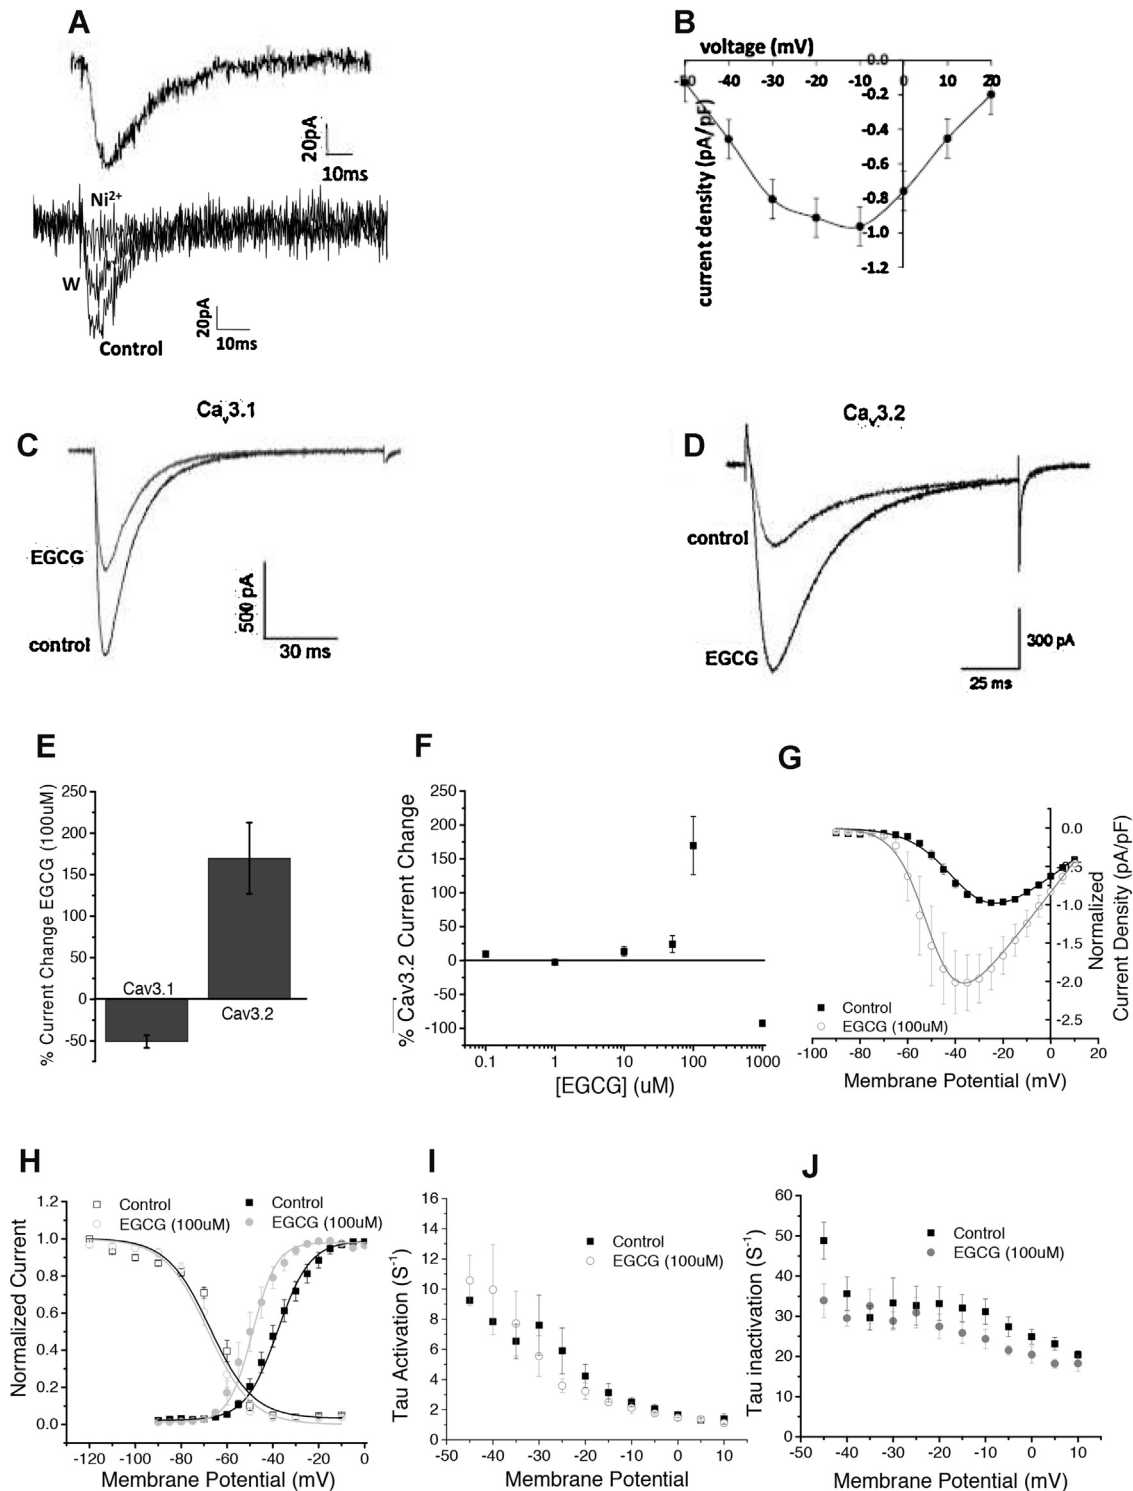 A
20pA
10ms
Ni2+
W
Control
20pA
10ms
B
voltage (mV)
-40 -30 -20 -10 0 10 20
0.0
-0.2
-0.4
-0.6
-0.8
-1.0
-1.2
current density (pA/pF)
C
Cav3.1
EGCG
control
500 pA
30 ms
D
Cav3.2
control
EGCG
300 pA
25 ms
E
% Current Change EGCG (100uM)
250
200
150
100
50
0
-50
Cav3.1
Cav3.2
F
% Cav3.2 Current Change
250
200
150
100
50
0
-50
-100
0.1 1 10 100 1000
[EGCG] (uM)
G
0.0
-1.0
-1.5
-2.0
-2.5
Normalized
Current Density (pA/pF)
Control
EGCG (100uM)
-100 -80 -60 -40 -20 0 20
Membrane Potential (mV)
H
Control
EGCG (100uM)
Control
EGCG (100uM)
Normalized Current
1.2
1.0
0.8
0.6
0.4
0.2
0.0
-120 -100 -80 -60 -40 -20 0
Membrane Potential (mV)
I
Control
EGCG (100uM)
Tau Activation (S-1)
16
14
12
10
8
6
4
2
0
-50 -40 -30 -20 -10 0 10
Membrane Potential
J
Control
EGCG (100uM)
Tau inactivation (S-1)
60
50
40
30
20
10
0
-50 -40 -30 -20 -10 0 10
Membrane Potential (mV)